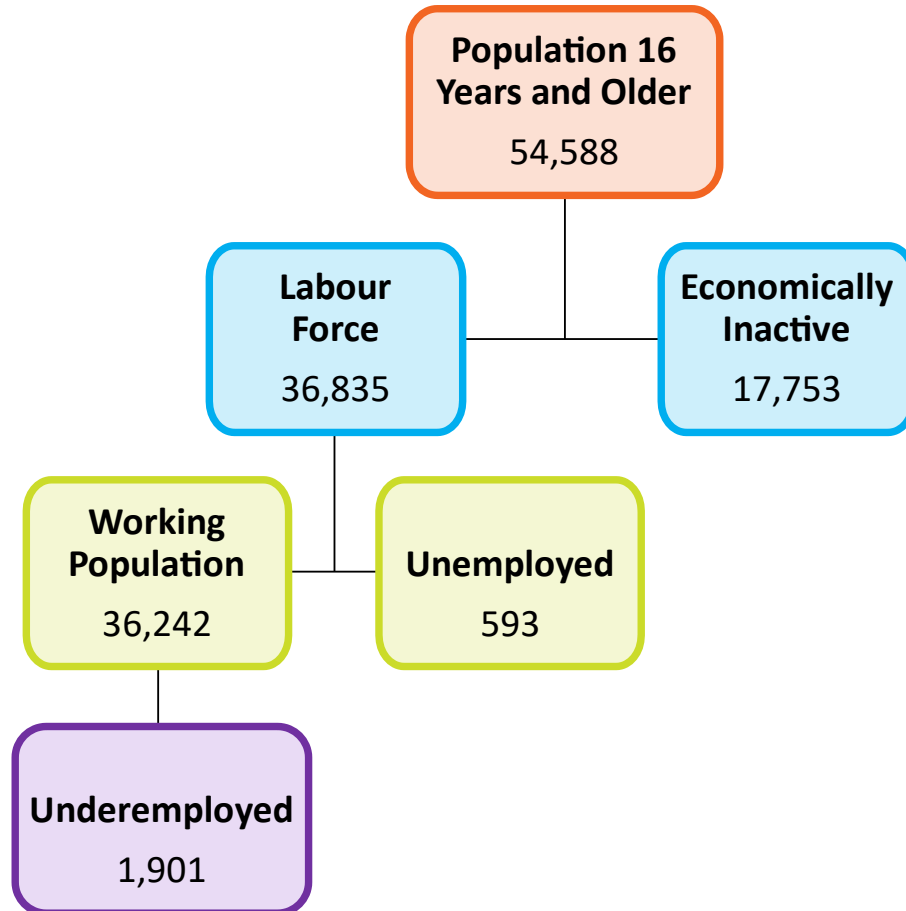 Population 16
Years and Older
54,588
Labour
Force
36,835
Economically
Inactive
17,753
Working
Population
36,242
Unemployed
593
Underemployed
1,901